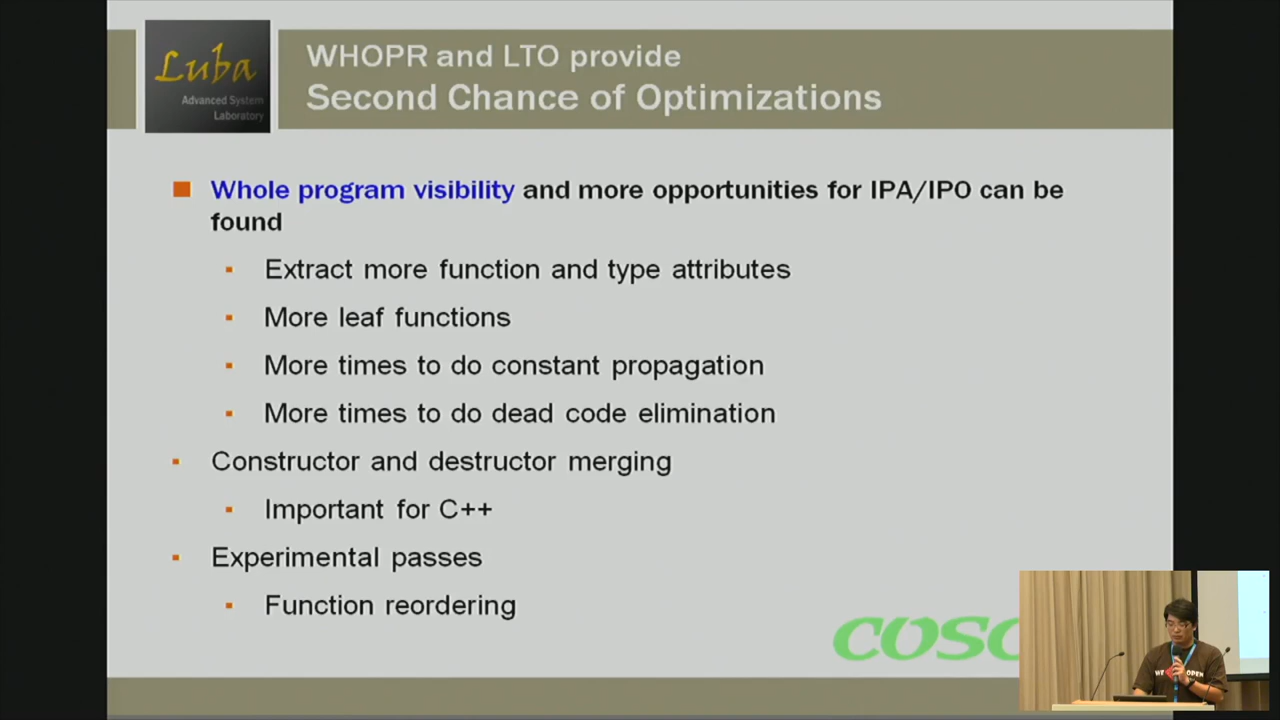 Luba
Advanced System
Laboratory
WHOPR and LTO provide
Second Chance of Optimizations
Whole program visibility and more opportunities for IPA/IPO can be
found
Extract more function and type attributes
More leaf functions
More times to do constant propagation
More times to do dead code elimination
Constructor and destructor merging
Important for C++
Experimental passes
Function reordering
OPEN